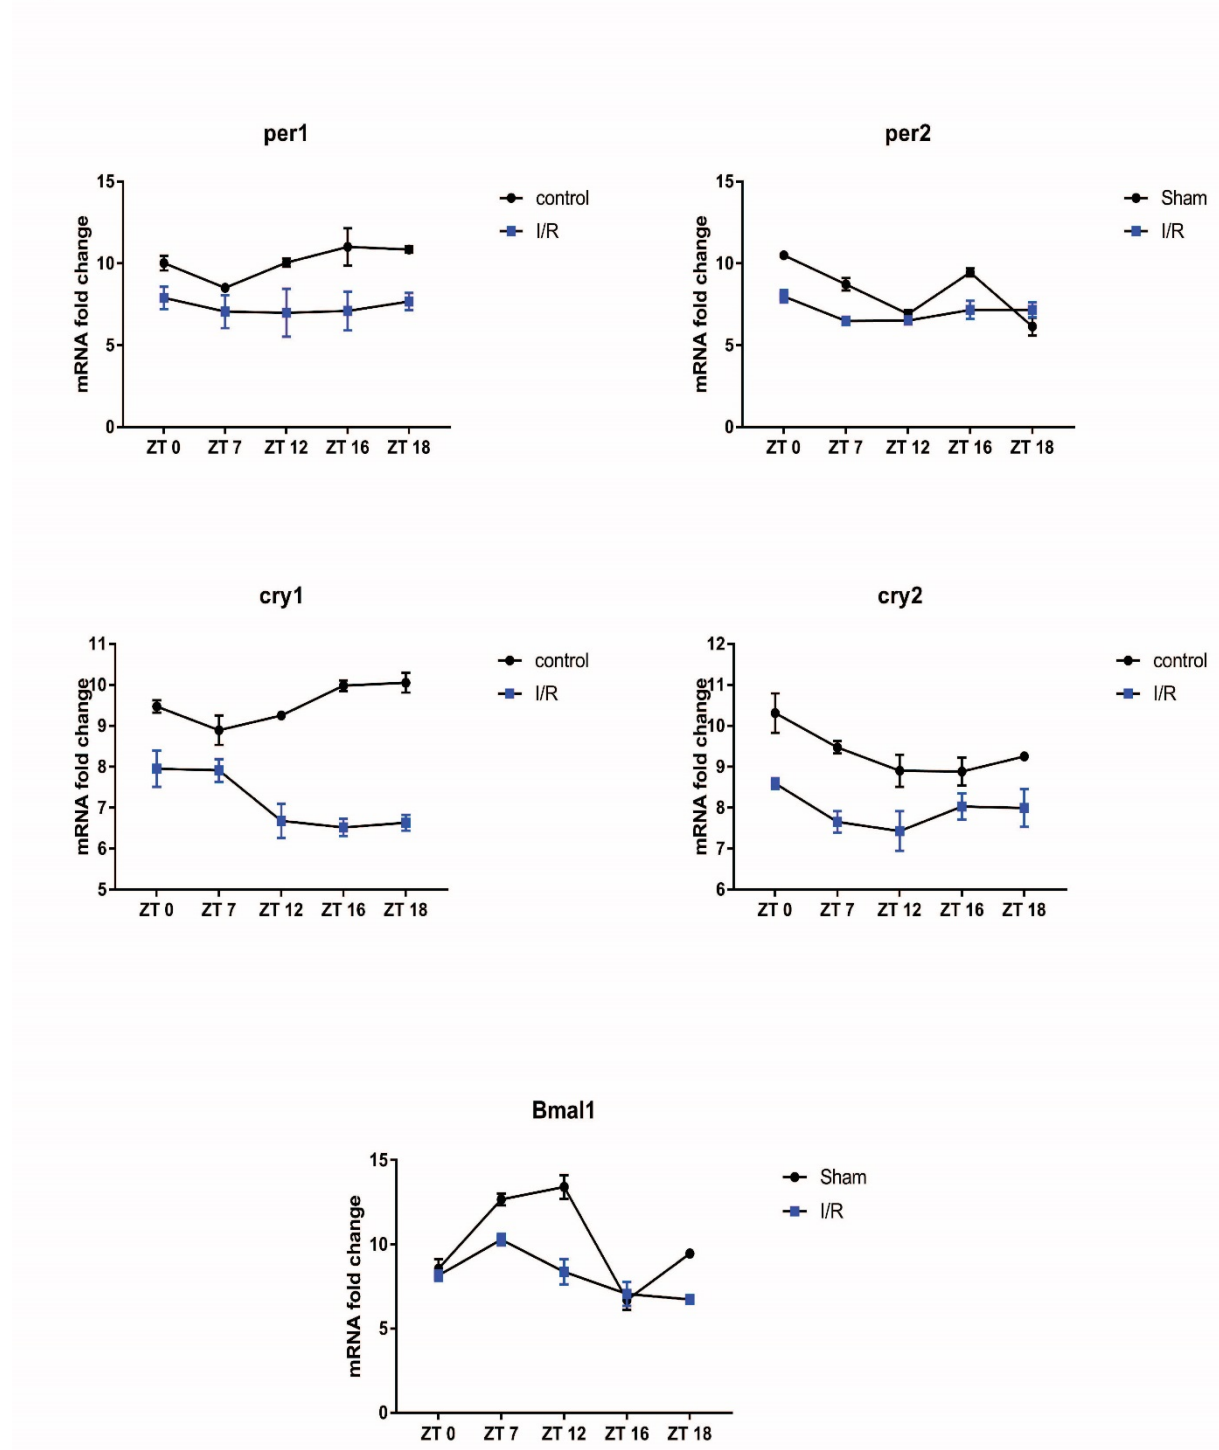 per1
15
10
5
0
mRNA fold change
ZT 0 ZT 7 ZT 12 ZT 16 ZT 18
control
I/R
per2
15
10
5
0
mRNA fold change
ZT 0 ZT 7 ZT 12 ZT 16 ZT 18
Sham
I/R
cry1
11
10
9
8
7
6
5
mRNA fold change
ZT 0 ZT 7 ZT 12 ZT 16 ZT 18
control
I/R
cry2
12
11
10
9
8
7
6
mRNA fold change
ZT 0 ZT 7 ZT 12 ZT 16 ZT 18
control
I/R
Bmal1
15
10
5
0
mRNA fold change
ZT 0 ZT 7 ZT 12 ZT 16 ZT 18
Sham
I/R